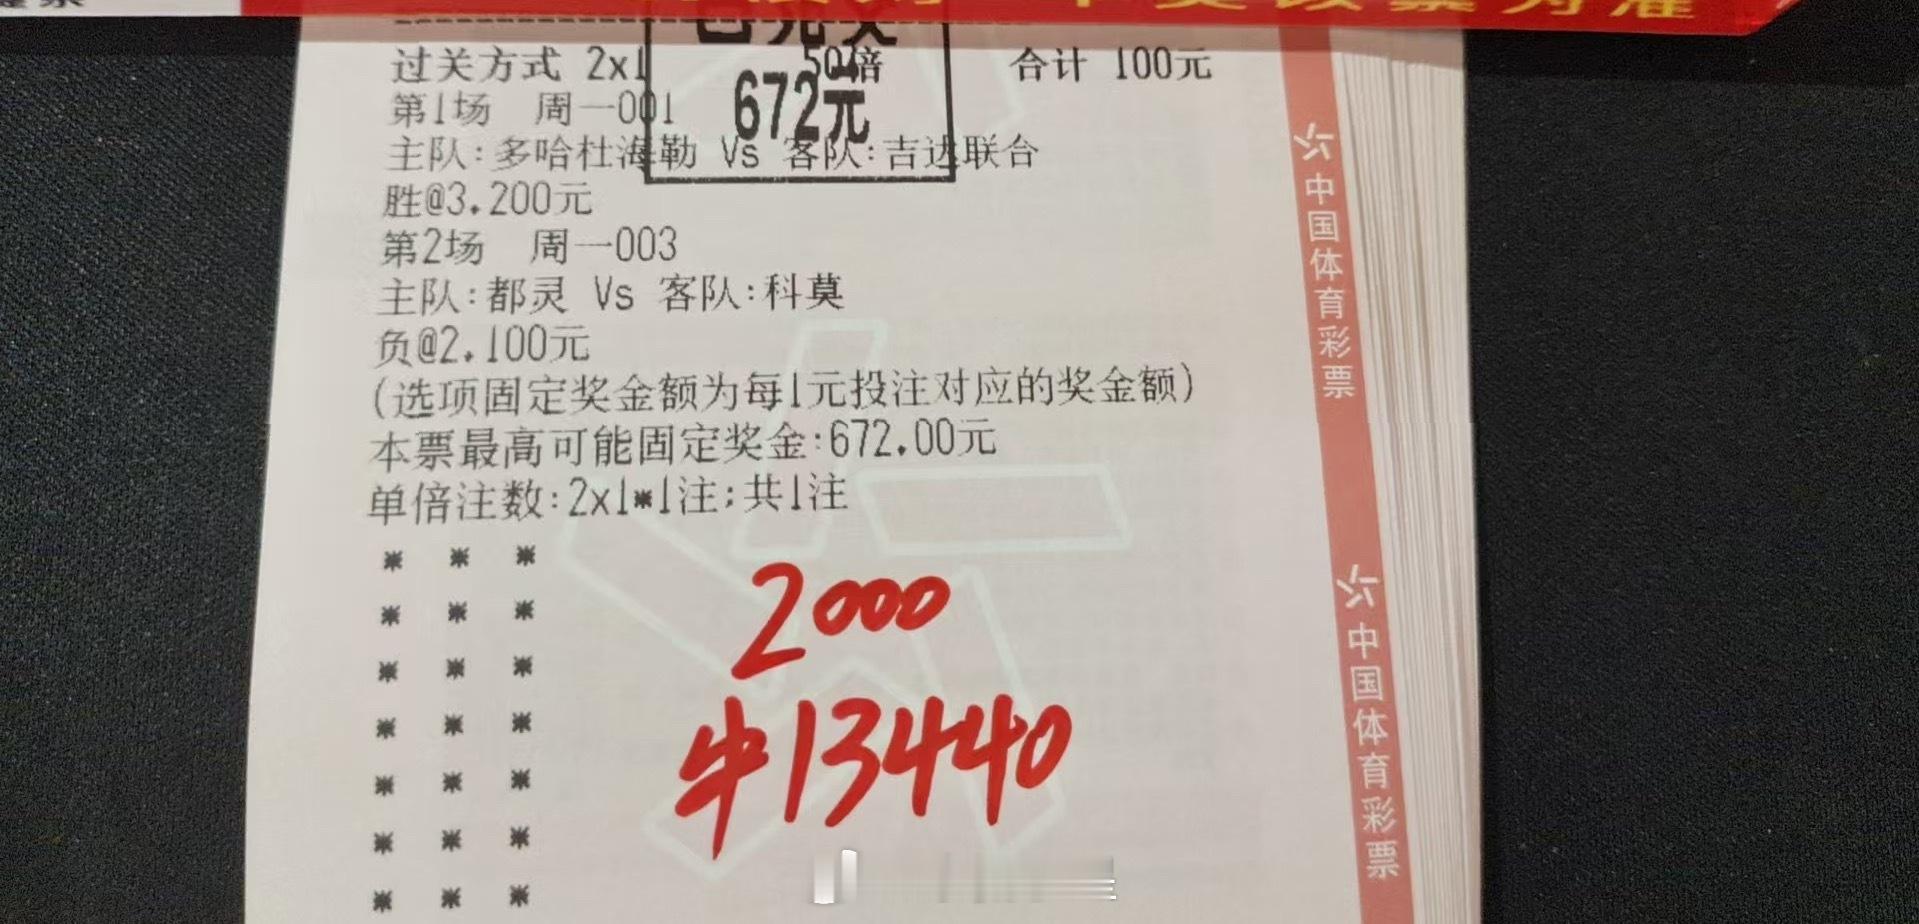 过关方式 2x1 50倍 合计 100元
672元
第1场 周一001
主队:多哈杜海勒 Vs 客队:吉达联合
胜@3.200元
第2场 周一003
主队:都灵 Vs 客队:科莫
负@2.100元
(选项固定奖金额为每1元投注对应的奖金额)
本票最高可能固定奖金:672.00元
单倍注数:2x1*1注;共1注
* * *
* * *
* * *
* * *
* * *
* * *
* * *
2000
中13440
中国体育彩票
中国体育彩票